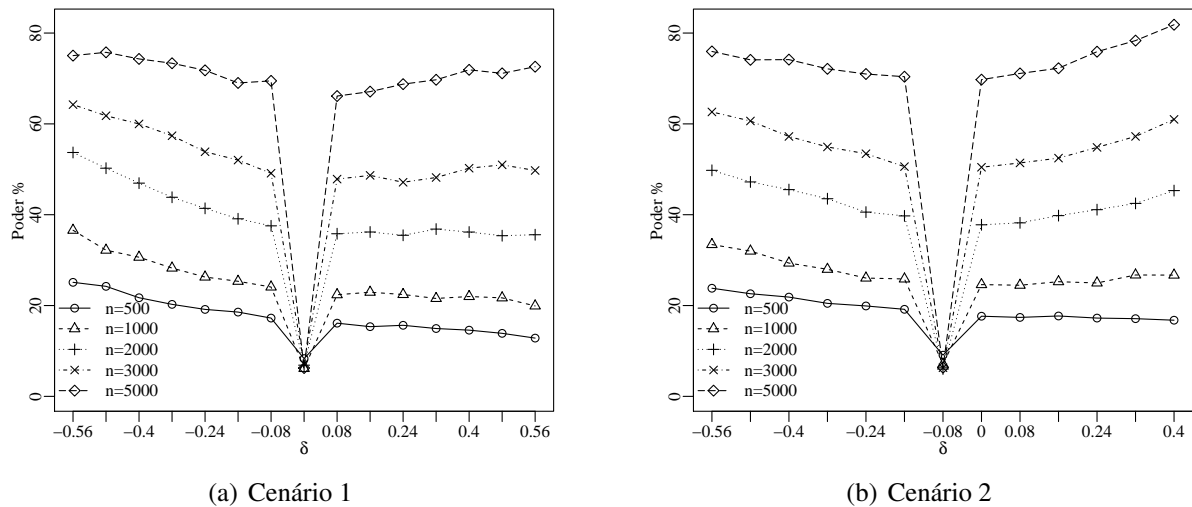 Poder %
80
60
40
20
0
n=500
n=1000
n=2000
n=3000
n=5000
−0.56 −0.4 −0.24 −0.08 0.08 0.24 0.4 0.56
δ
(a) Cenário 1
Poder %
80
60
40
20
0
n=500
n=1000
n=2000
n=3000
n=5000
−0.56 −0.4 −0.24 −0.08 0 0.08 0.24 0.4
δ
(b) Cenário 2